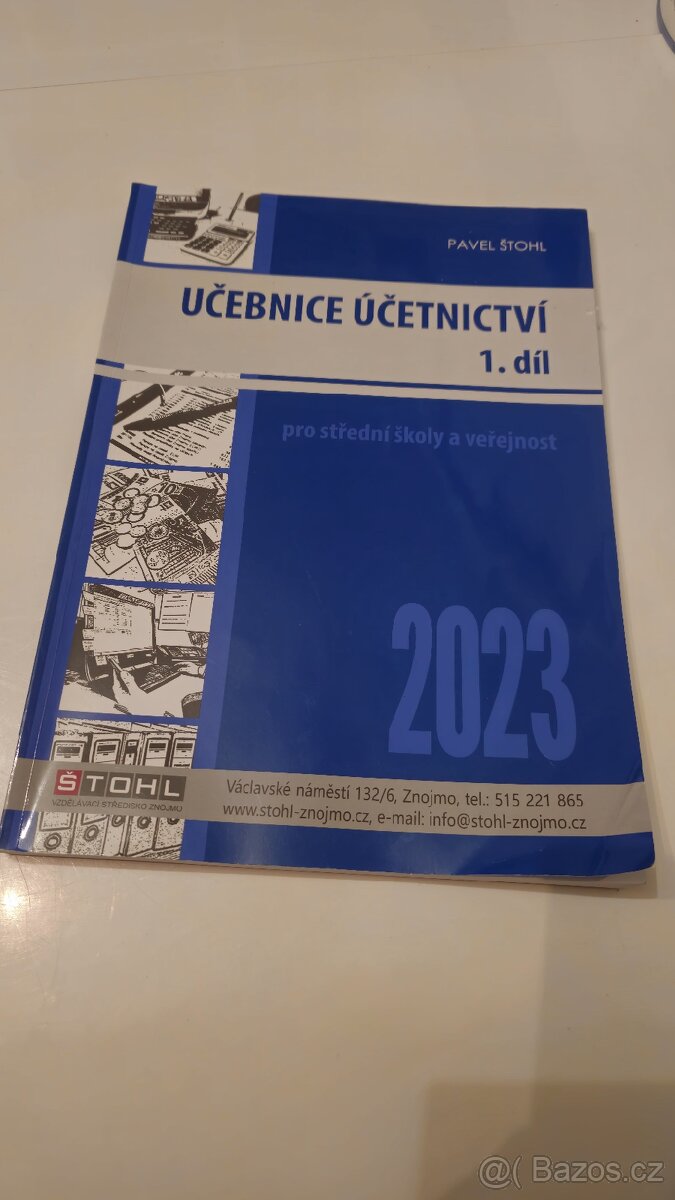 PAVEL ŠTOHL
UČEBNICE ÚČETNICTVÍ
1. díl
pro střední školy a veřejnost
2023
ŠTOHL
VZDĚLÁVACÍ STŘEDISKO ZNOJMO
Václavské náměstí 132/6, Znojmo, tel.: 515 221 865
www.stohl-znojmo.cz, e-mail: info@stohl-znojmo.cz
@( Bazos.cz